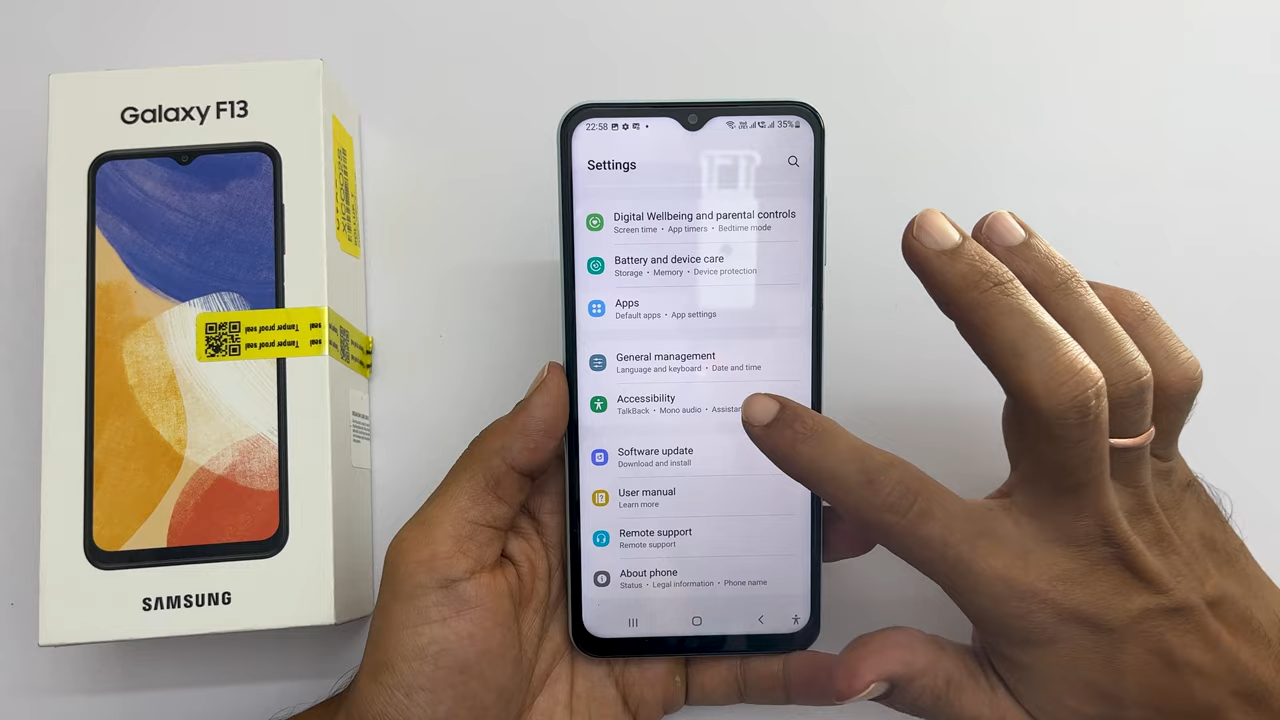 Galaxy F13
Tamper proof seal
Tamper proof seal
SAMSUNG
22:58
35%
Settings
Digital Wellbeing and parental controls
Screen time • App timers • Bedtime mode
Battery and device care
Storage • Memory • Device protection
Apps
Default apps • App settings
General management
Language and keyboard • Date and time
Accessibility
TalkBack • Mono audio •
Software update
Download and install
User manual
Learn more
Remote support
Remote support
About phone
Status • Legal information • Phone name